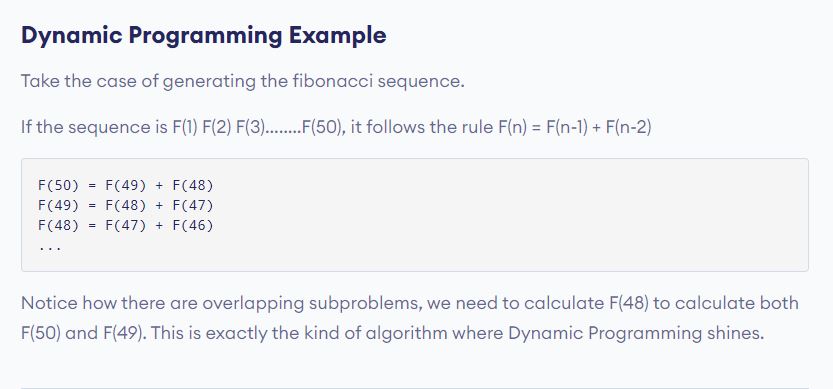 Dynamic Programming Example
Take the case of generating the fibonacci sequence.
If the sequence is F(1) F(2) F(3)........F(50), it follows the rule F(n) = F(n-1) + F(n-2)
F(50) = F(49) + F(48)
F(49) = F(48) + F(47)
F(48) = F(47) + F(46)
...
Notice how there are overlapping subproblems, we need to calculate F(48) to calculate both
F(50) and F(49). This is exactly the kind of algorithm where Dynamic Programming shines.